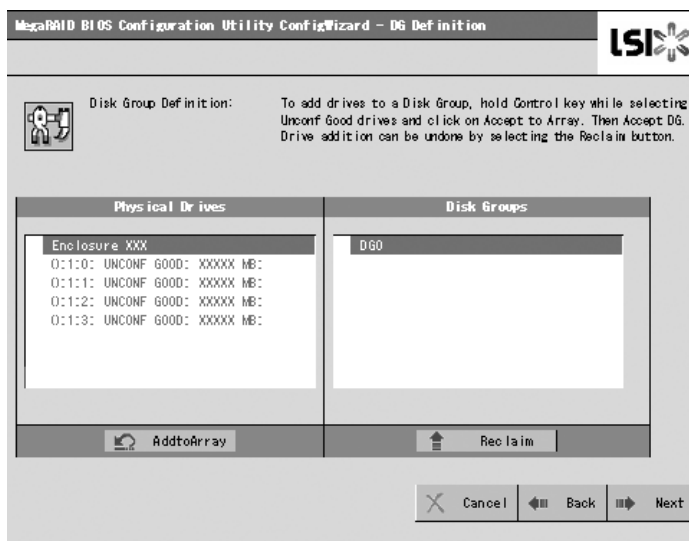 MegaRAID BIOS Configuration Utility ConfigWizard - DG Definition
LSI
Disk Group Definition:
To add drives to a Disk Group, hold Control key while selecting
Unconf Good drives and click on Accept to Array. Then Accept DG.
Drive addition can be undone by selecting the Reclaim button.
Physical Drives
Disk Groups
Enclosure XXX
DG0
0:1:0: UNCONF GOOD: XXXXX MB:
0:1:1: UNCONF GOOD: XXXXX MB:
0:1:2: UNCONF GOOD: XXXXX MB:
0:1:3: UNCONF GOOD: XXXXX MB:
AddtoArray
Reclaim
Cancel
Back
Next